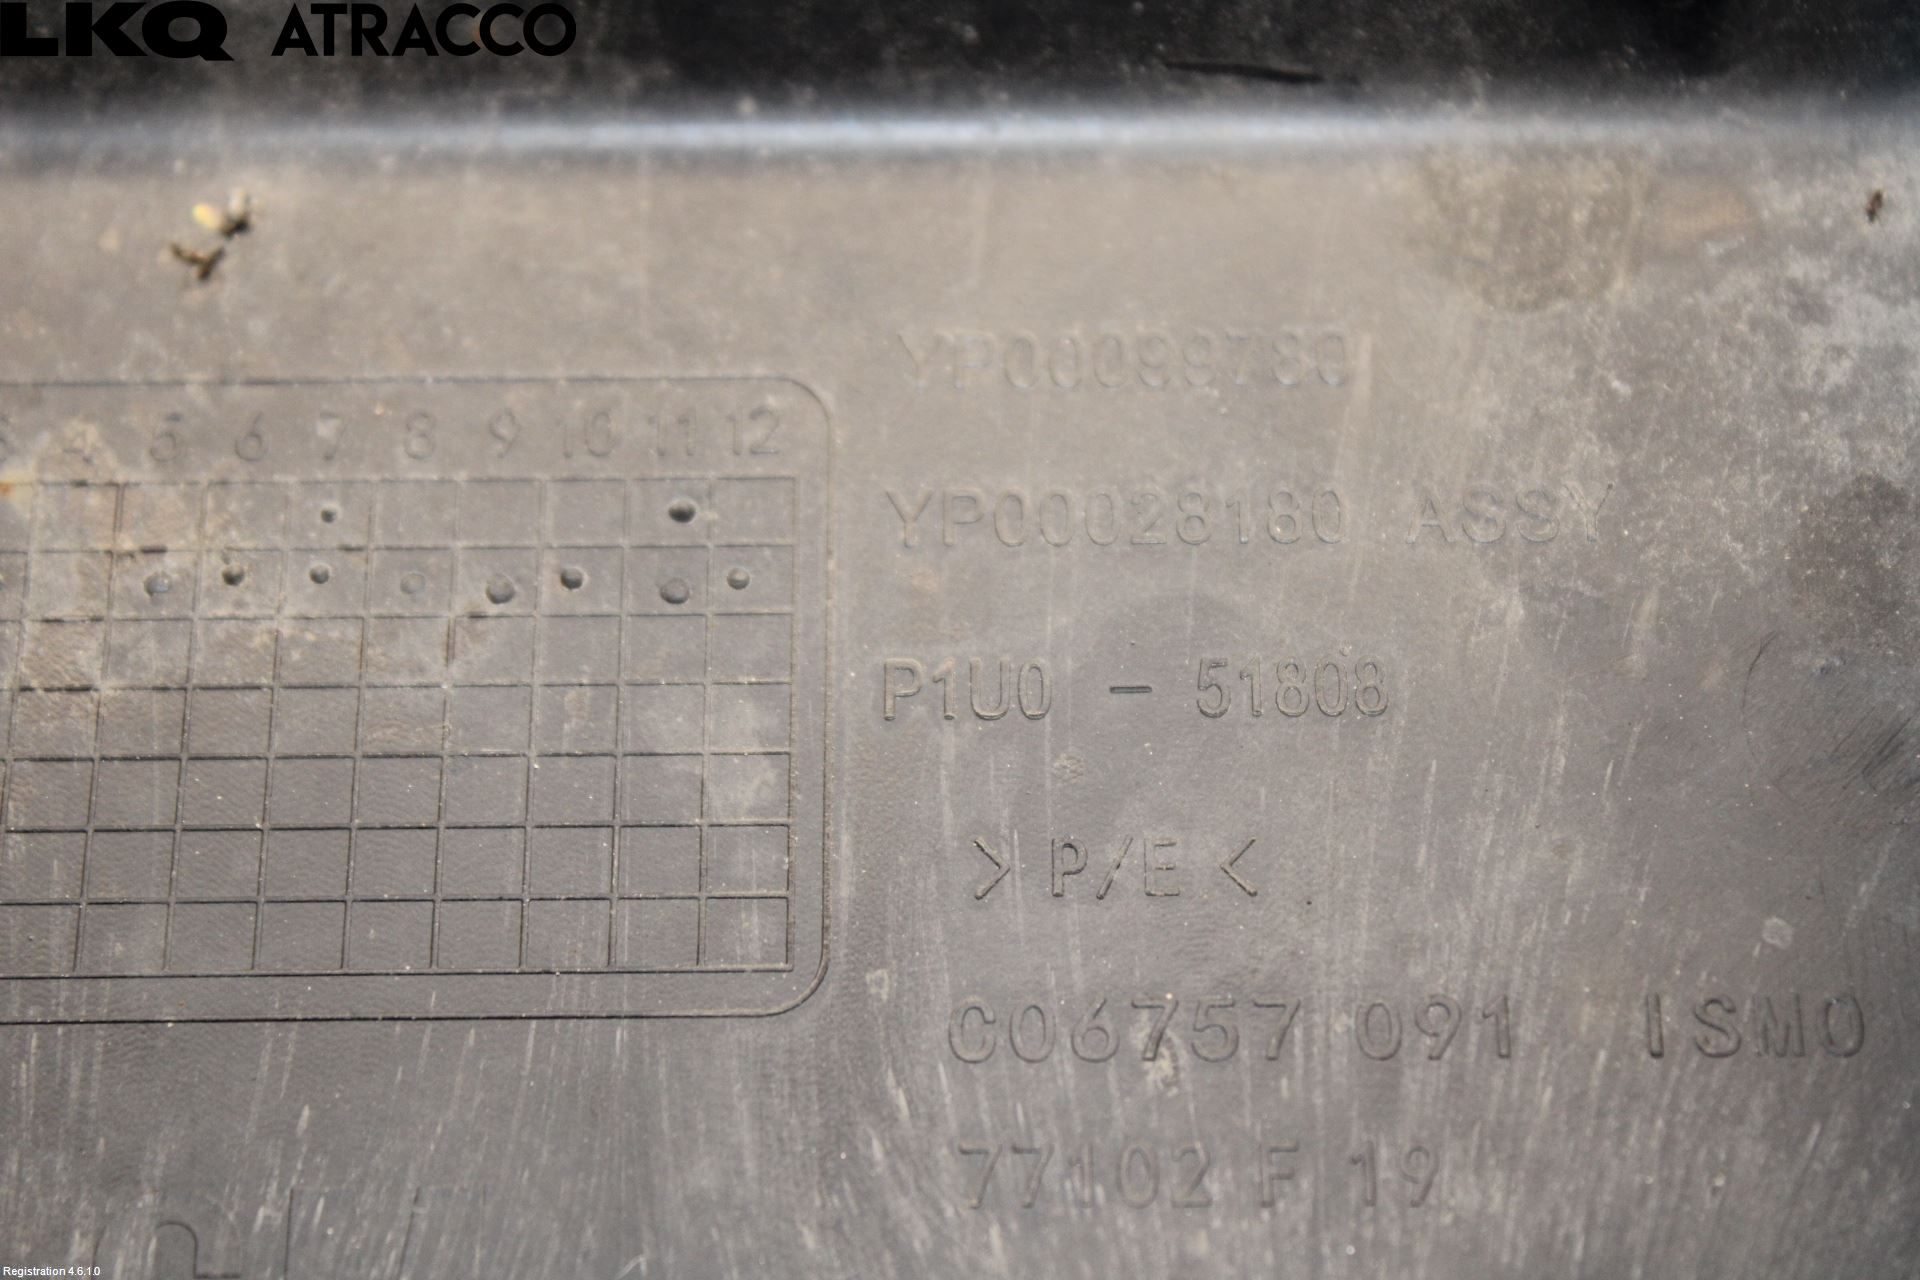 LKQ ATRACCO
YP00099780
4 5 6 7 8 9 10 11 12
YP00028180 ASSY
P1U0 - 51808
>P/E<
C06757 091 ISMO
77102 F 19
Registration 4.6.1.0